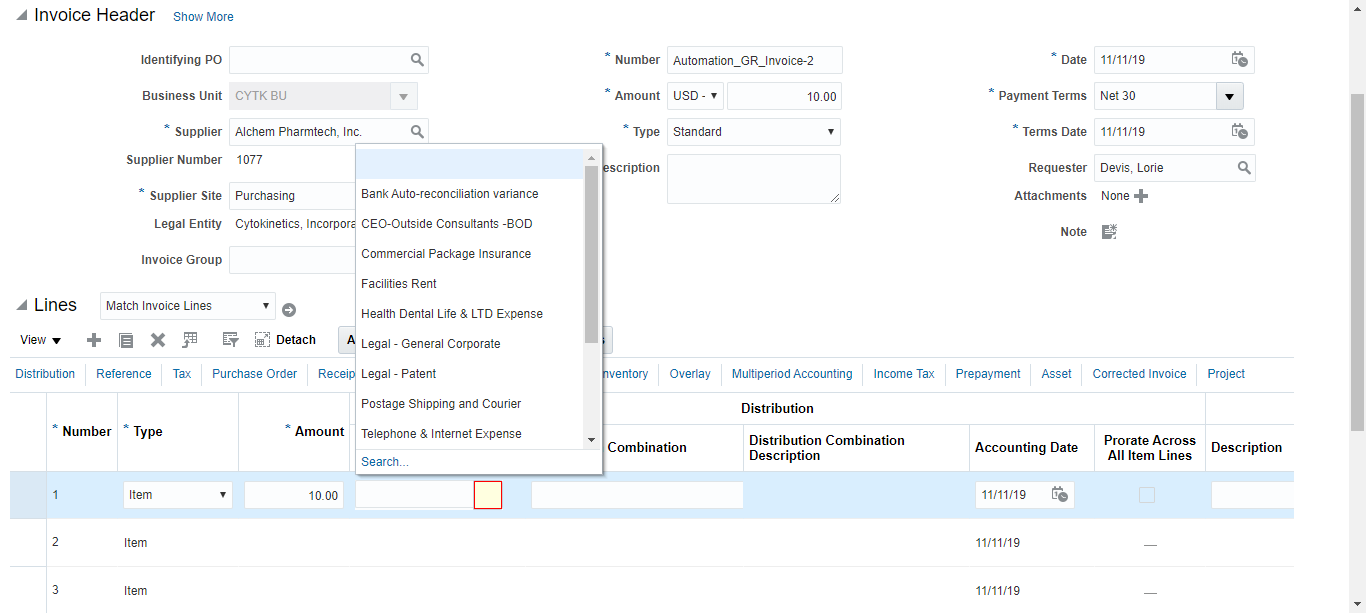 Invoice Header Show More
Identifying PO
Business Unit CYTK BU
* Supplier Alchem Pharmtech, Inc.
Supplier Number 1077
* Supplier Site Purchasing
Legal Entity Cytokinetics, Incorpora
Invoice Group
* Number Automation_GR_Invoice-2
* Amount USD - 10.00
* Type Standard
escription
* Date 11/11/19
* Payment Terms Net 30
* Terms Date 11/11/19
Requester Devis, Lorie
Attachments None
Note
Bank Auto-reconciliation variance
CEO-Outside Consultants -BOD
Commercial Package Insurance
Facilities Rent
Health Dental Life & LTD Expense
Legal - General Corporate
Legal - Patent
Postage Shipping and Courier
Telephone & Internet Expense
Search...
Lines Match Invoice Lines
View Detach A
Distribution Reference Tax Purchase Order Receip nventory Overlay Multiperiod Accounting Income Tax Prepayment Asset Corrected Invoice Project
Distribution
* Number * Type * Amount Combination Distribution Combination Description Accounting Date Prorate Across All Item Lines Description
1 Item 10.00 11/11/19
2 Item 11/11/19 —
3 Item 11/11/19 —